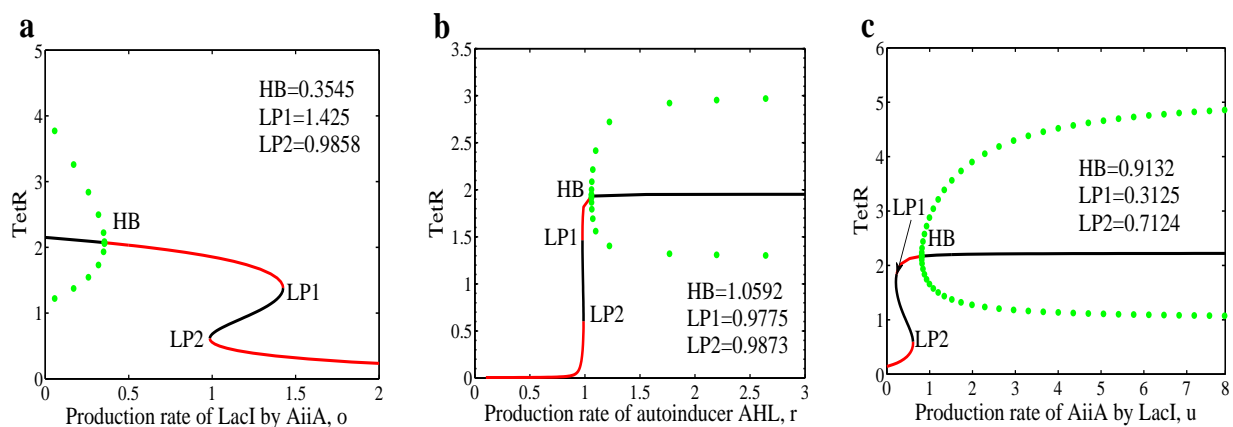 a
5
4
3
2
1
0
TetR
HB=0.3545
LP1=1.425
LP2=0.9858
HB
LP1
LP2
0
0.5
1
1.5
2
Production rate of LacI by AiiA, o
b
3.5
3
2.5
2
1.5
1
0.5
0
TetR
HB
LP1
LP2
HB=1.0592
LP1=0.9775
LP2=0.9873
0
0.5
1
1.5
2
2.5
3
Production rate of autoinducer AHL, r
c
6
5
4
3
2
1
0
TetR
LP1
HB
LP2
HB=0.9132
LP1=0.3125
LP2=0.7124
0
1
2
3
4
5
6
7
8
Production rate of AiiA by LacI, u